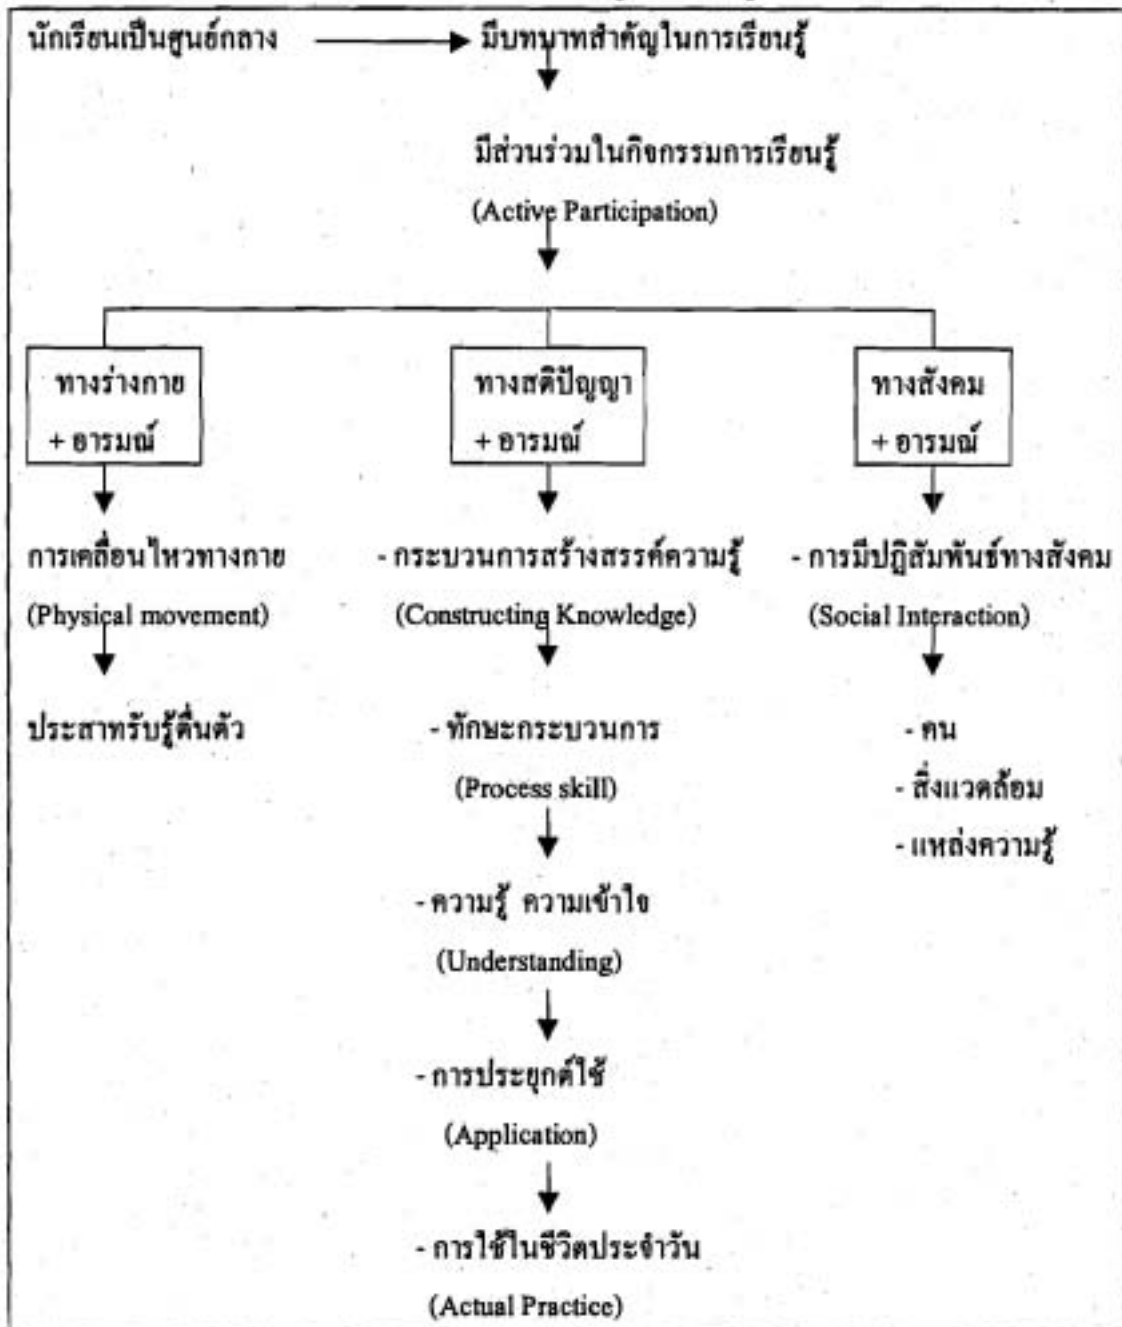 นักเรียนเป็นศูนย์กลาง มีบทบาทสำคัญในการเรียนรู้
มีส่วนร่วมในกิจกรรมการเรียนรู้
(Active Participation)
ทางร่างกาย
+ อารมณ์
ทางสติปัญญา
+ อารมณ์
ทางสังคม
+ อารมณ์
การเคลื่อนไหวทางกาย
(Physical movement)
ประสาทรับรู้ตื่นตัว
- กระบวนการสร้างสรรค์ความรู้
(Constructing Knowledge)
- ทักษะกระบวนการ
(Process skill)
- ความรู้ ความเข้าใจ
(Understanding)
- การประยุกต์ใช้
(Application)
- การใช้ในชีวิตประจำวัน
(Actual Practice)
- การมีปฏิสัมพันธ์ทางสังคม
(Social Interaction)
- คน
- สิ่งแวดล้อม
- แหล่งความรู้